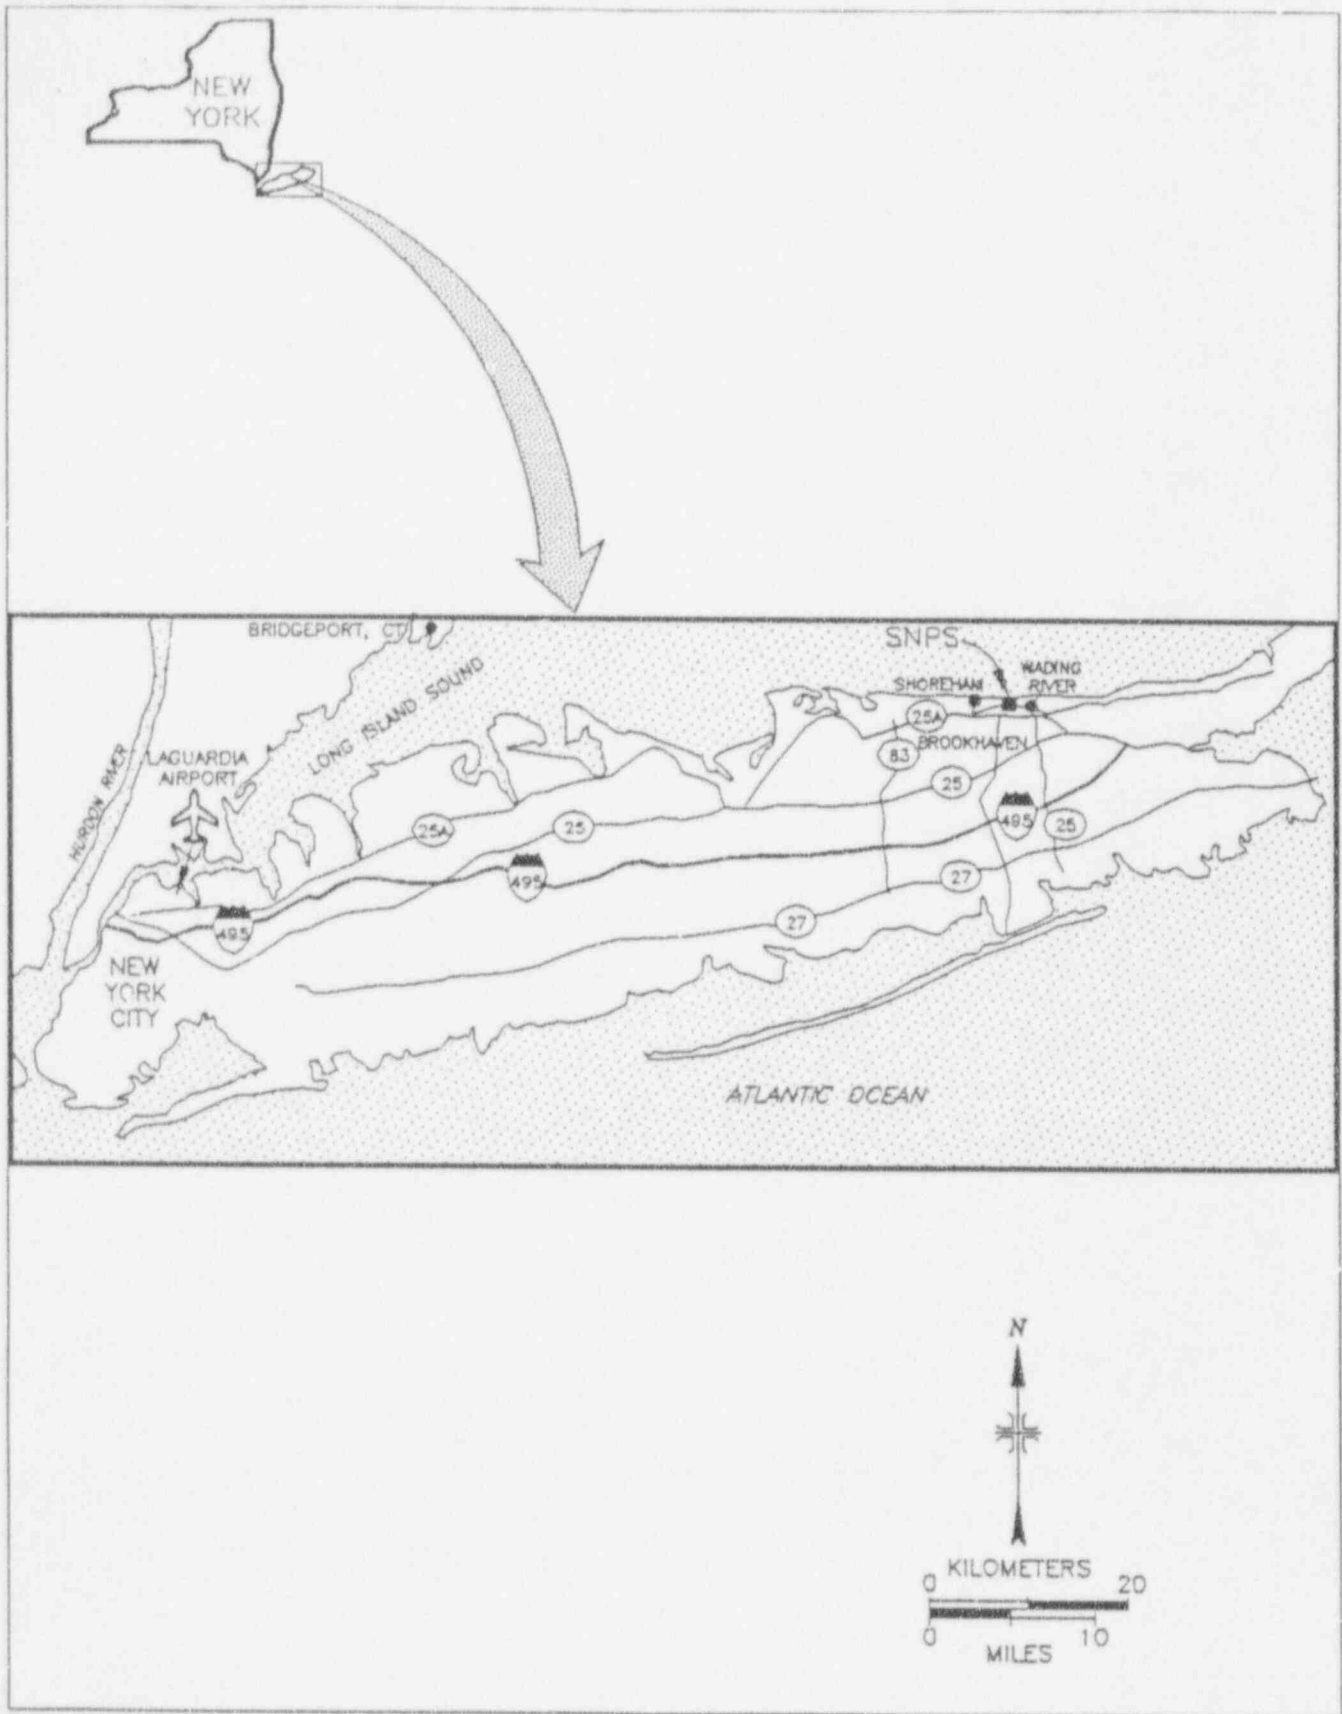 NEW
YORK
BRIDGEPORT, CT
SNPS
LONG ISLAND SOUND
SHOREHAM
WADING
RIVER
25A
BROOKHAVEN
83
HURDON RIVER
LAGUARDIA
AIRPORT
25
25A
25
495
25
495
27
495
27
NEW
YORK
CITY
ATLANTIC OCEAN
N
KILOMETERS
0 20
0 10
MILES